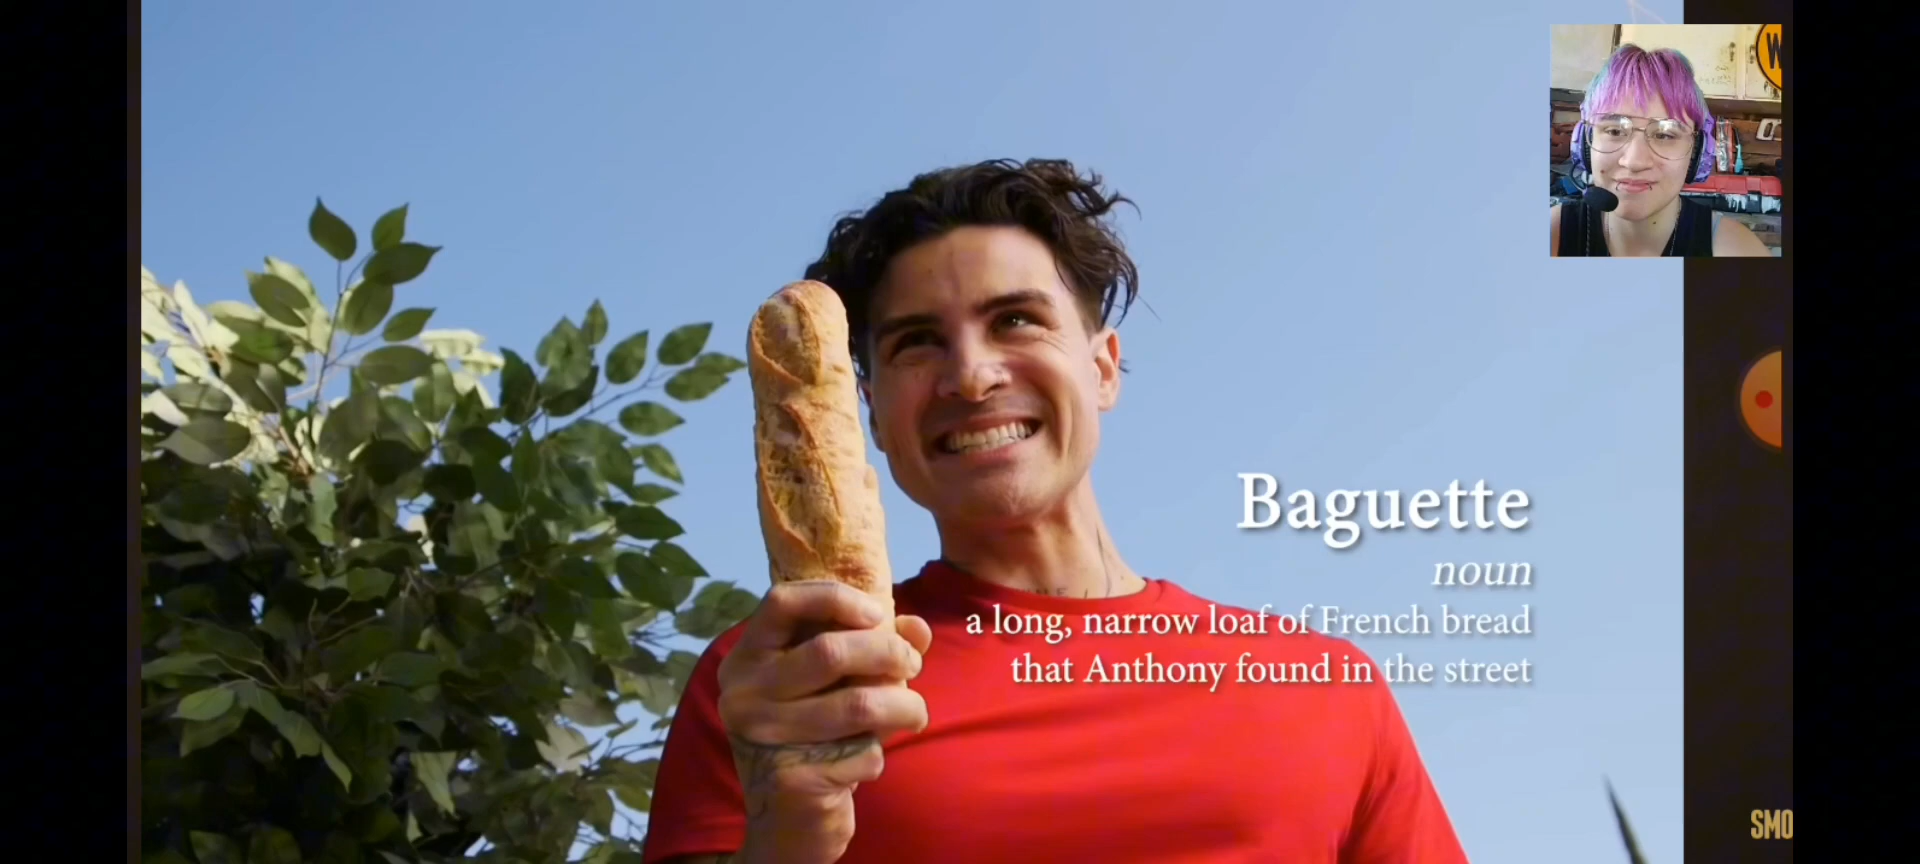 W
Baguette
noun
a long, narrow loaf of French bread
that Anthony found in the street
SMO